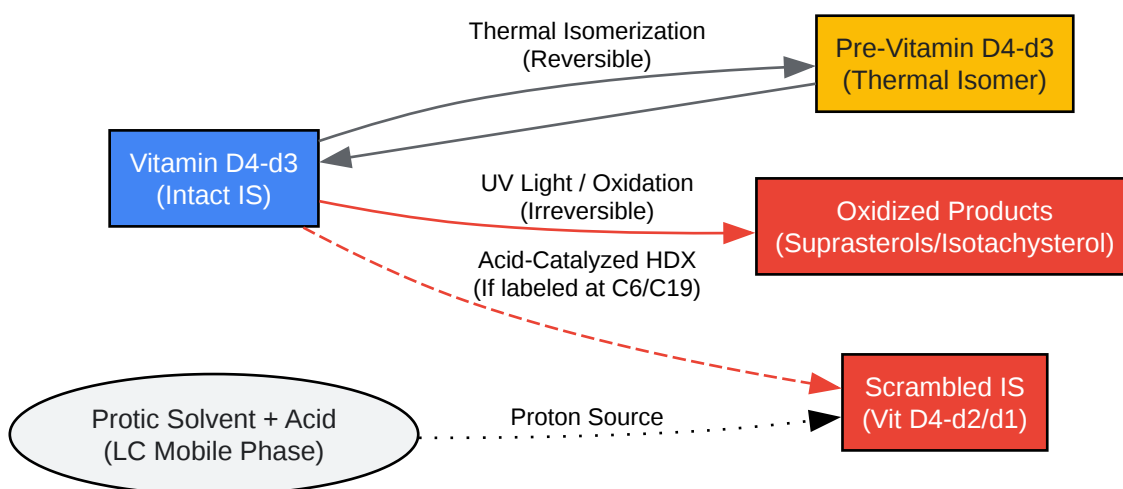 Thermal Isomerization
(Reversible)
Pre-Vitamin D4-d3
(Thermal Isomer)
Vitamin D4-d3
(Intact IS)
UV Light / Oxidation
(Irreversible)
Oxidized Products
(Suprasterols/Isotachysterol)
Acid-Catalyzed HDX
(If labeled at C6/C19)
Scrambled IS
(Vit D4-d2/d1)
Protic Solvent + Acid
(LC Mobile Phase)
Proton Source